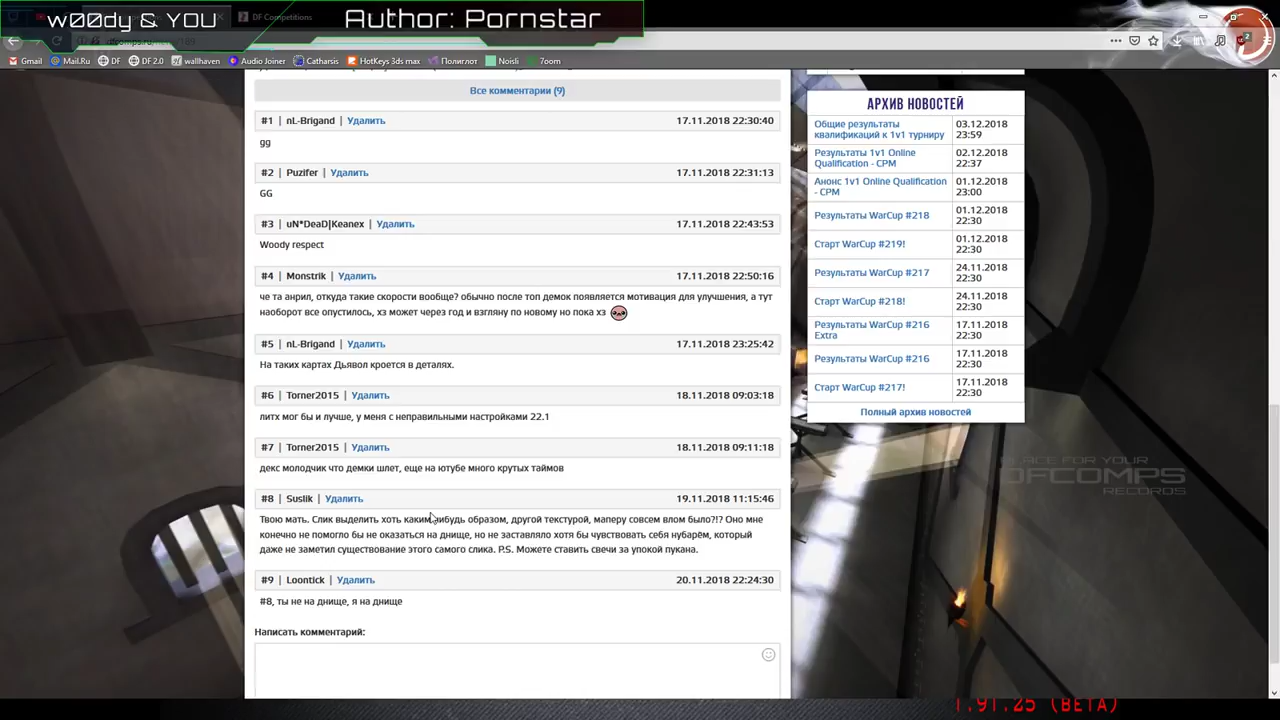 w00dy & YOU
Author: Pornstar
DF Competitions
2
Gmail
Mail.Ru
DF
DF 2.0
wallhaven
Audio Joiner
Catharsis
HotKeys 3ds max
Полиглот
Noisli
7oom
Все комментарии (9)
#1 | nL-Brigand | Удалить 17.11.2018 22:30:40
gg
#2 | Puzifer | Удалить 17.11.2018 22:31:13
GG
#3 | uN*DeaD|Keanex | Удалить 17.11.2018 22:43:53
Woody respect
#4 | Monstrik | Удалить 17.11.2018 22:50:16
че та анрил, откуда такие скорости вообще? обычно после топ демок появляется мотивация для улучшения, а тут
наоборот все опустилось, хз может через год и взгляну по новому но пока хз
#5 | nL-Brigand | Удалить 17.11.2018 23:25:42
На таких картах Дьявол кроется в деталях.
#6 | Torner2015 | Удалить 18.11.2018 09:03:18
литх мог бы и лучше, у меня с неправильными настройками 22.1
#7 | Torner2015 | Удалить 18.11.2018 09:11:18
декс молодчик что демки шлет, еще на ютубе много крутых таймов
#8 | Suslik | Удалить 19.11.2018 11:15:46
Твою мать. Слик выделить хоть каким нибудь образом, другой текстурой, маперу совсем влом было?!? Оно мне
конечно не помогло бы не оказаться на днище, но не заставляло хотя бы чувствовать себя нубарём, который
даже не заметил существование этого самого слика. P.S. Можете ставить свечи за упокой пукана.
#9 | Loontick | Удалить 20.11.2018 22:24:30
#8, ты не на днище, я на днище
Написать комментарий:
АРХИВ НОВОСТЕЙ
Общие результаты 03.12.2018
квалификаций к 1v1 турниру 23:59
Результаты 1v1 Online 02.12.2018
Qualification - CPM 22:37
Анонс 1v1 Online Qualification 01.12.2018
- CPM 23:00
Результаты WarCup #218 01.12.2018
22:30
Старт WarCup #219! 01.12.2018
22:30
Результаты WarCup #217 24.11.2018
22:30
Старт WarCup #218! 24.11.2018
22:30
Результаты WarCup #216 17.11.2018
Extra 22:30
Результаты WarCup #216 17.11.2018
22:30
Старт WarCup #217! 17.11.2018
22:30
Полный архив новостей
PLACE FOR YOUR
DFCOMPS
RECORDS
1.91.25 (BETA)